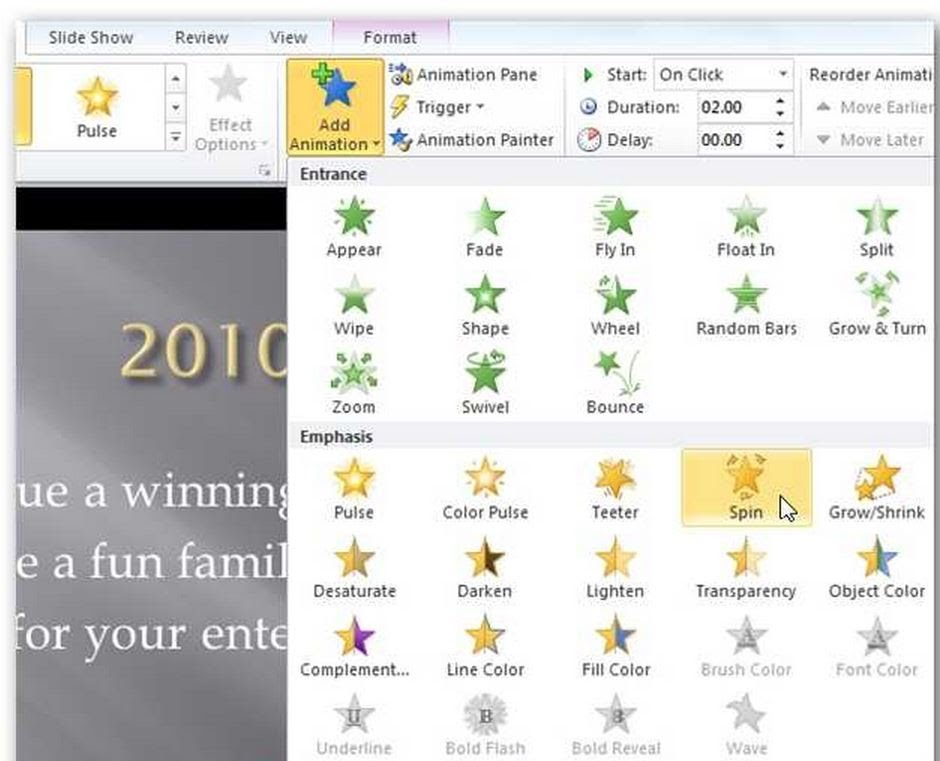 Slide Show Review View Format
Pulse
Effect Options
Add Animation
Animation Pane
Trigger
Animation Painter
Start: On Click
Duration: 02.00
Delay: 00.00
Reorder Animati
Move Earlier
Move Later
Entrance
Appear Fade Fly In Float In Split
Wipe Shape Wheel Random Bars Grow & Turn
Zoom Swivel Bounce
Emphasis
Pulse Color Pulse Teeter Spin Grow/Shrink
Desaturate Darken Lighten Transparency Object Color
Complement... Line Color Fill Color Brush Color Font Color
Underline Bold Flash Bold Reveal Wave
2010
ue a winning
e a fun famil
for your ente